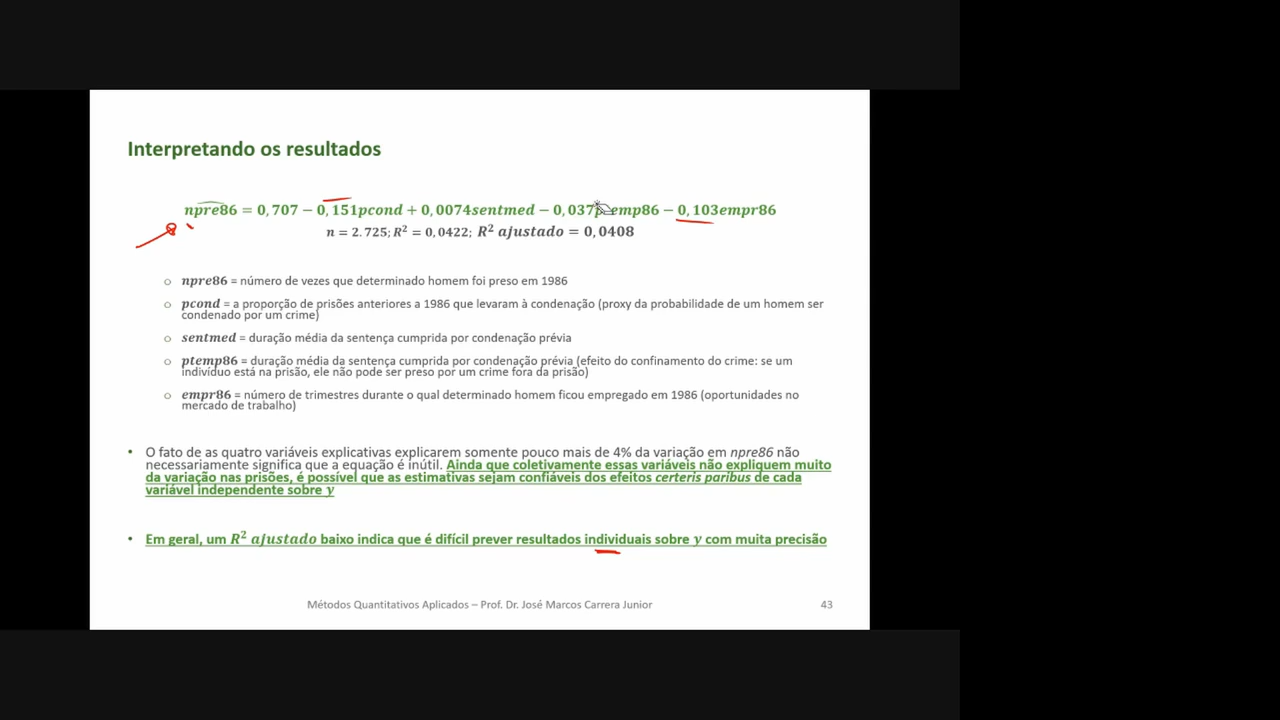 Interpretando os resultados
npre86 = 0,707 − 0,151pcond + 0,0074sentmed − 0,037ptemp86 − 0,103empr86
n = 2.725; R² = 0,0422; R² ajustado = 0,0408
o npre86 = número de vezes que determinado homem foi preso em 1986
o pcond = a proporção de prisões anteriores a 1986 que levaram à condenação (proxy da probabilidade de um homem ser
condenado por um crime)
o sentmed = duração média da sentença cumprida por condenação prévia
o ptemp86 = duração média da sentença cumprida por condenação prévia (efeito do confinamento do crime: se um
indivíduo está na prisão, ele não pode ser preso por um crime fora da prisão)
o empr86 = número de trimestres durante o qual determinado homem ficou empregado em 1986 (oportunidades no
mercado de trabalho)
• O fato de as quatro variáveis explicativas explicarem somente pouco mais de 4% da variação em npre86 não
necessariamente significa que a equação é inútil. Ainda que coletivamente essas variáveis não expliquem muito
da variação nas prisões, é possível que as estimativas sejam confiáveis dos efeitos certeris paribus de cada
variável independente sobre y
• Em geral, um R² ajustado baixo indica que é difícil prever resultados individuais sobre y com muita precisão
Métodos Quantitativos Aplicados – Prof. Dr. José Marcos Carrera Junior 43